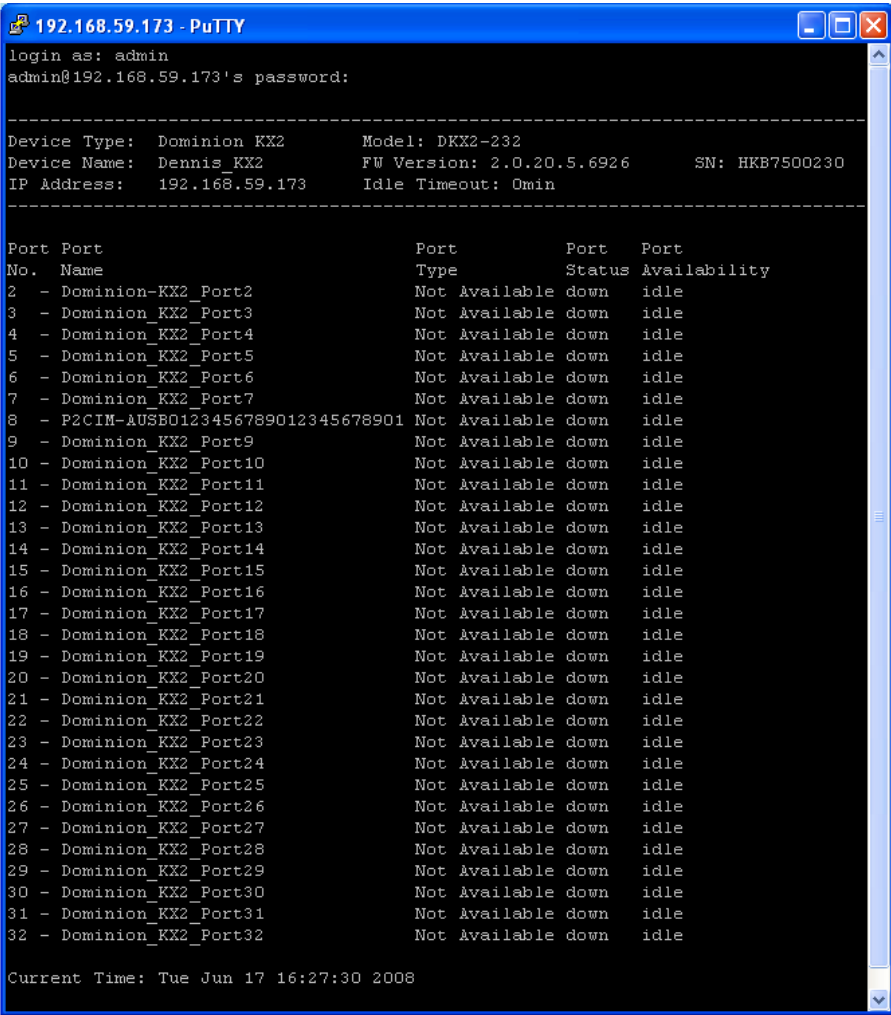 192.168.59.173 - PuTTY
login as: admin
admin@192.168.59.173's password:
--------------------------------------------------------------------------------
Device Type:  Dominion KX2     Model: DKX2-232
Device Name:  Dennis_KX2       FW Version: 2.0.20.5.6926     SN: HKB7500230
IP Address:   192.168.59.173   Idle Timeout: 0min
--------------------------------------------------------------------------------
Port Port                              Port          Port   Port
No.  Name                              Type          Status Availability
2  - Dominion-KX2_Port2                Not Available down   idle
3  - Dominion_KX2_Port3                Not Available down   idle
4  - Dominion_KX2_Port4                Not Available down   idle
5  - Dominion_KX2_Port5                Not Available down   idle
6  - Dominion_KX2_Port6                Not Available down   idle
7  - Dominion_KX2_Port7                Not Available down   idle
8  - P2CIM-AUSB0123456789012345678901 Not Available down   idle
9  - Dominion_KX2_Port9                Not Available down   idle
10 - Dominion_KX2_Port10               Not Available down   idle
11 - Dominion_KX2_Port11               Not Available down   idle
12 - Dominion_KX2_Port12               Not Available down   idle
13 - Dominion_KX2_Port13               Not Available down   idle
14 - Dominion_KX2_Port14               Not Available down   idle
15 - Dominion_KX2_Port15               Not Available down   idle
16 - Dominion_KX2_Port16               Not Available down   idle
17 - Dominion_KX2_Port17               Not Available down   idle
18 - Dominion_KX2_Port18               Not Available down   idle
19 - Dominion_KX2_Port19               Not Available down   idle
20 - Dominion_KX2_Port20               Not Available down   idle
21 - Dominion_KX2_Port21               Not Available down   idle
22 - Dominion_KX2_Port22               Not Available down   idle
23 - Dominion_KX2_Port23               Not Available down   idle
24 - Dominion_KX2_Port24               Not Available down   idle
25 - Dominion_KX2_Port25               Not Available down   idle
26 - Dominion_KX2_Port26               Not Available down   idle
27 - Dominion_KX2_Port27               Not Available down   idle
28 - Dominion_KX2_Port28               Not Available down   idle
29 - Dominion_KX2_Port29               Not Available down   idle
30 - Dominion_KX2_Port30               Not Available down   idle
31 - Dominion_KX2_Port31               Not Available down   idle
32 - Dominion_KX2_Port32               Not Available down   idle
Current Time: Tue Jun 17 16:27:30 2008